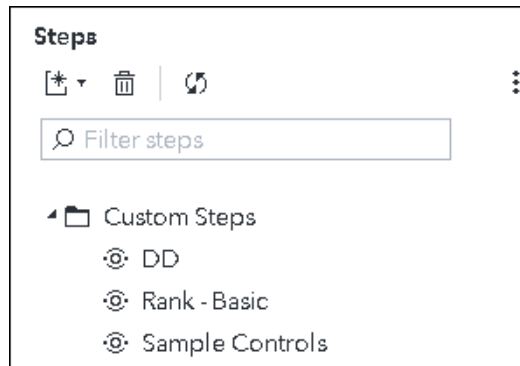 Steps
Filter steps
Custom Steps
DD
Rank - Basic
Sample Controls